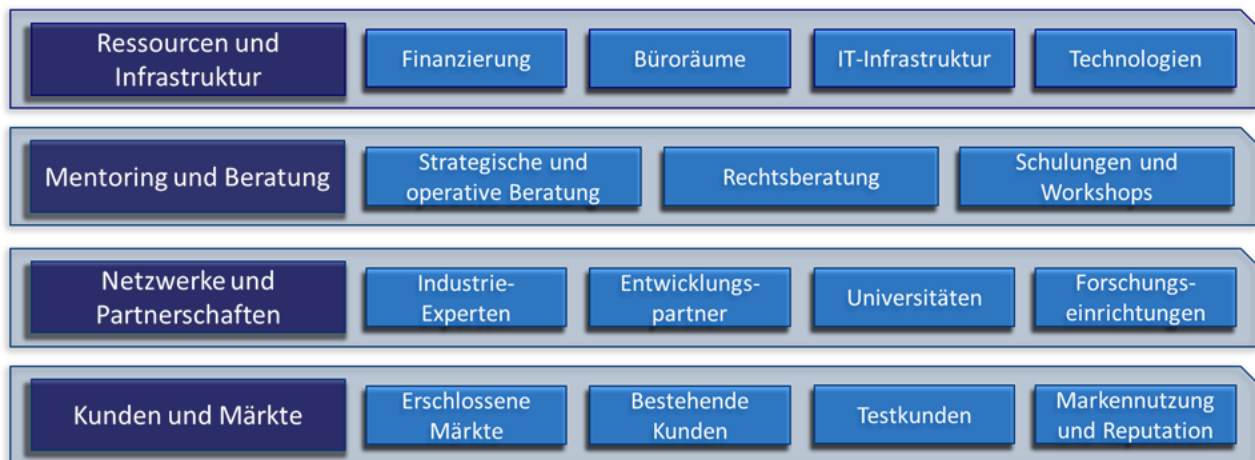 Ressourcen und
Infrastruktur
Finanzierung
Büroräume
IT-Infrastruktur
Technologien
Mentoring und Beratung
Strategische und
operative Beratung
Rechtsberatung
Schulungen und
Workshops
Netzwerke und
Partnerschaften
Industrie-
Experten
Entwicklungs-
partner
Universitäten
Forschungs-
einrichtungen
Kunden und Märkte
Erschlossene
Märkte
Bestehende
Kunden
Testkunden
Markennutzung
und Reputation